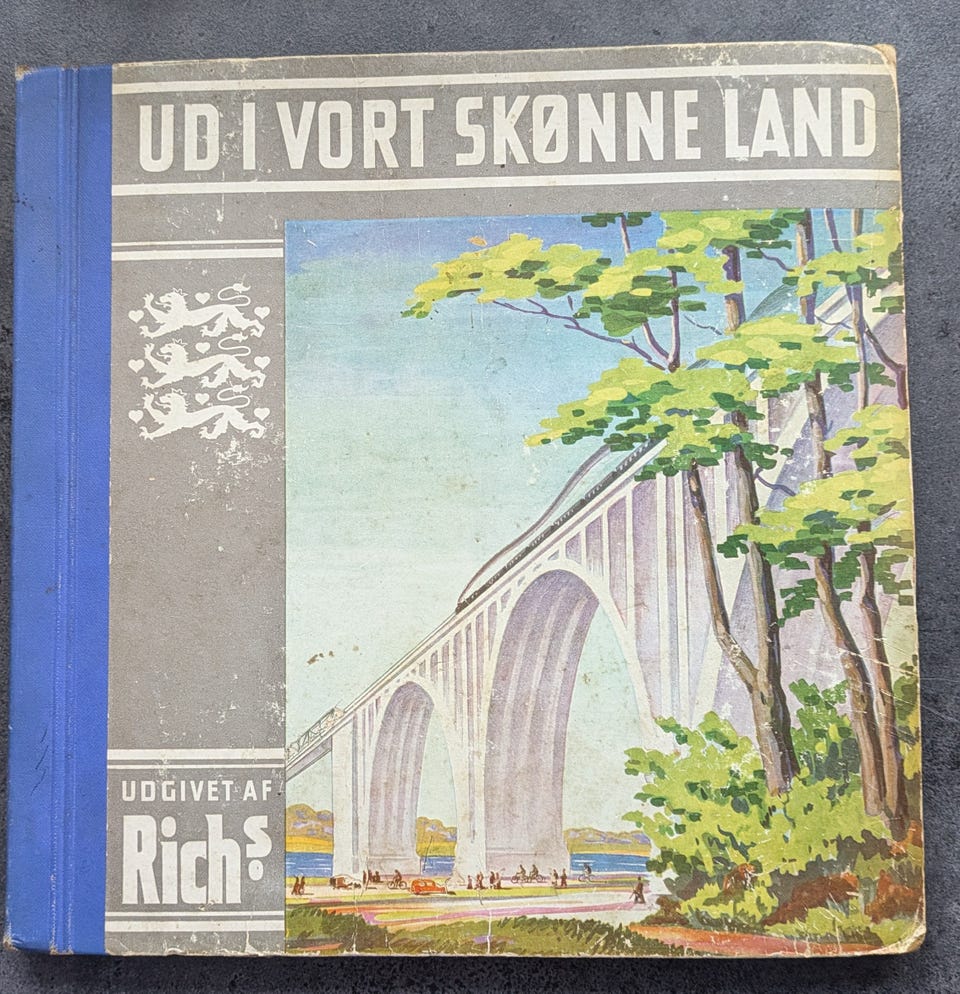 UD I VORT SKØNNE LAND
UDGIVET AF
Richs